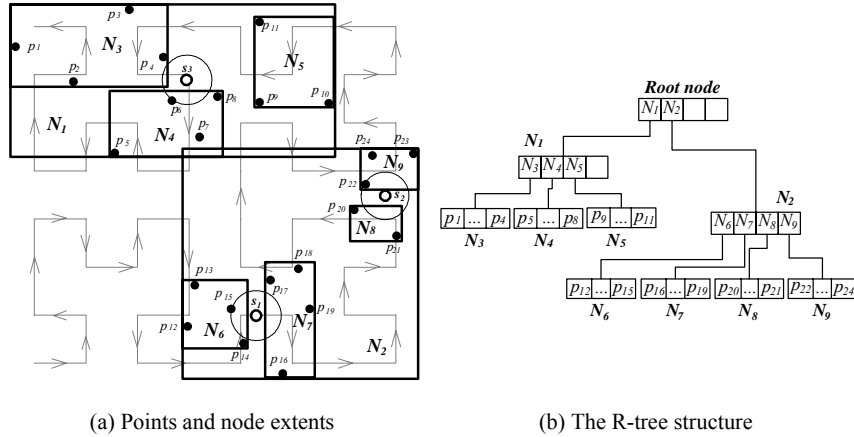 p1
p2
p3
N3
p4
s3
p11
N5
p9
p10
p6
p8
N1
p5
N4
p7
p24
p23
N9
p22
s2
p20
N8
p21
p13
p18
p17
p15
s1
p19
p12
N6
N7
p14
p16
N2
(a) Points and node extents
Root node
N1 N2
N1
N3 N4 N5
N2
p1 ... p4
p5 ... p8
p9 ... p11
N6 N7 N8 N9
N3
N4
N5
p12 ... p15
p16 ... p19
p20 ... p21
p22 ... p24
N6
N7
N8
N9
(b) The R-tree structure